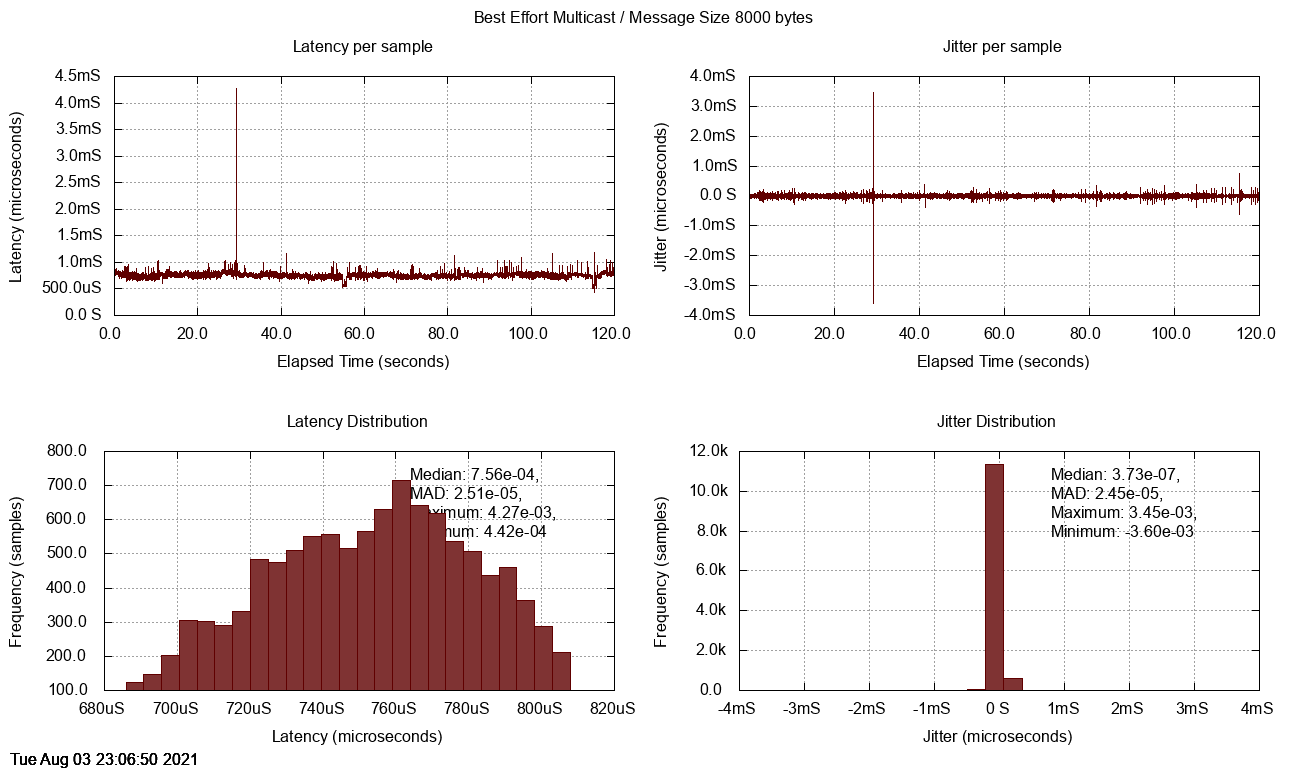 Best Effort Multicast / Message Size 8000 bytes
Latency per sample
4.5mS
4.0mS
3.5mS
3.0mS
2.5mS
2.0mS
1.5mS
1.0mS
500.0uS
0.0 S
Latency (microseconds)
0.0 20.0 40.0 60.0 80.0 100.0 120.0
Elapsed Time (seconds)
Jitter per sample
4.0mS
3.0mS
2.0mS
1.0mS
0.0 S
-1.0mS
-2.0mS
-3.0mS
-4.0mS
Jitter (microseconds)
0.0 20.0 40.0 60.0 80.0 100.0 120.0
Elapsed Time (seconds)
Latency Distribution
800.0
700.0
600.0
500.0
400.0
300.0
200.0
100.0
Frequency (samples)
Median: 7.56e-04,
MAD: 2.51e-05,
4.27e-03,
4.42e-04
680uS 700uS 720uS 740uS 760uS 780uS 800uS 820uS
Latency (microseconds)
Jitter Distribution
12.0k
10.0k
8.0k
6.0k
4.0k
2.0k
0.0
Frequency (samples)
Median: 3.73e-07,
MAD: 2.45e-05,
Maximum: 3.45e-03,
Minimum: -3.60e-03
-4mS -3mS -2mS -1mS 0 S 1mS 2mS 3mS 4mS
Jitter (microseconds)
Tue Aug 03 23:06:50 2021